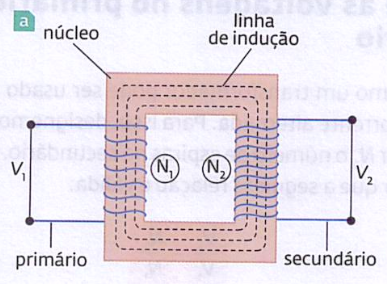 a
linha
de indução
núcleo
V₁
N₁
N₂
V₂
primário
secundário